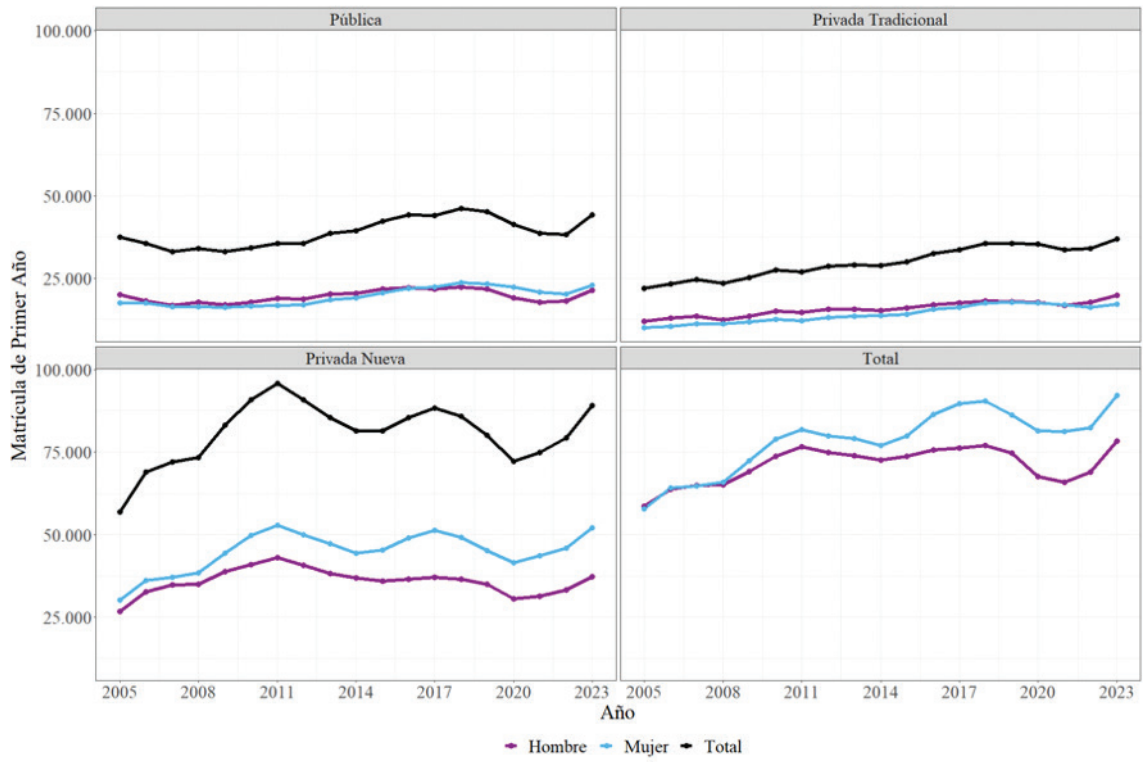 Pública
Privada Tradicional
100.000
75.000
50.000
25.000
Privada Nueva
Total
100.000
75.000
50.000
25.000
Matrícula de Primer Año
2005 2008 2011 2014 2017 2020 2023
2005 2008 2011 2014 2017 2020 2023
Año
Hombre Mujer Total